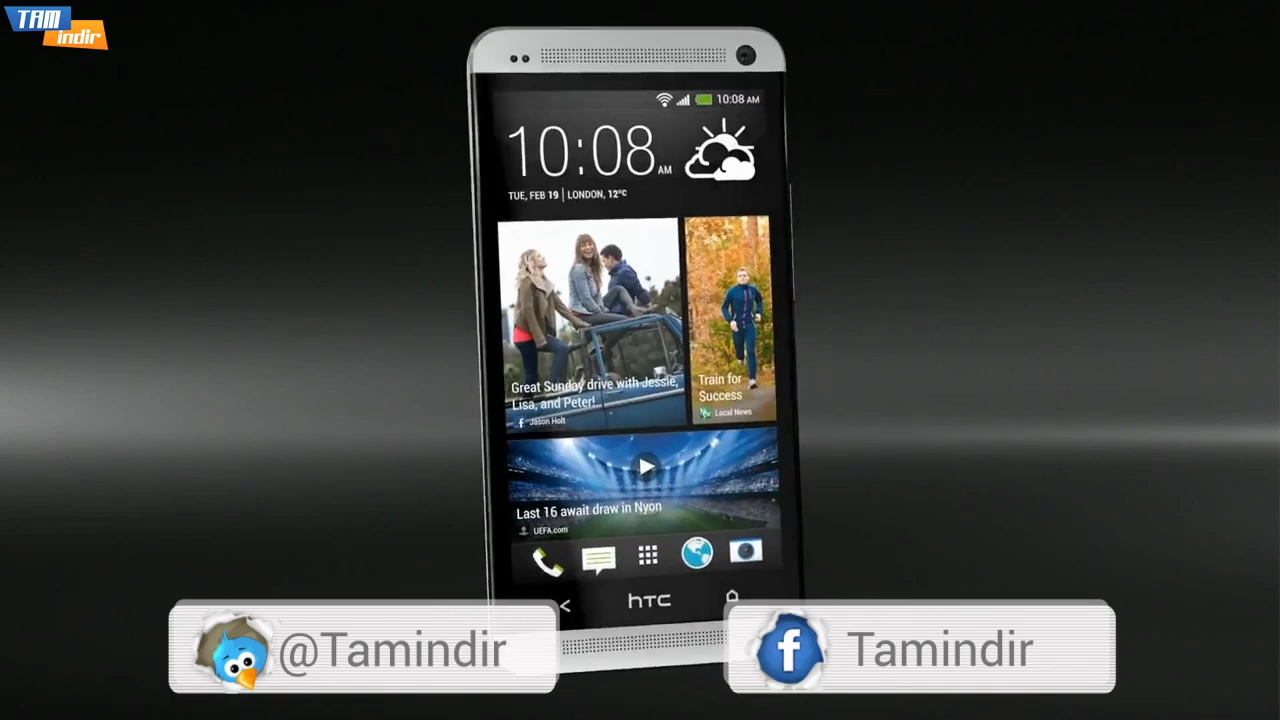 TAM
indir
10:08 AM
10:08 AM
TUE, FEB 19 | LONDON, 12°C
Great Sunday drive with Jessie,
Lisa, and Peter!
f Jason Holt
Train for
Success
Local News
Last 16 await draw in Nyon
UEFA.com
hTC
@Tamindir
f Tamindir